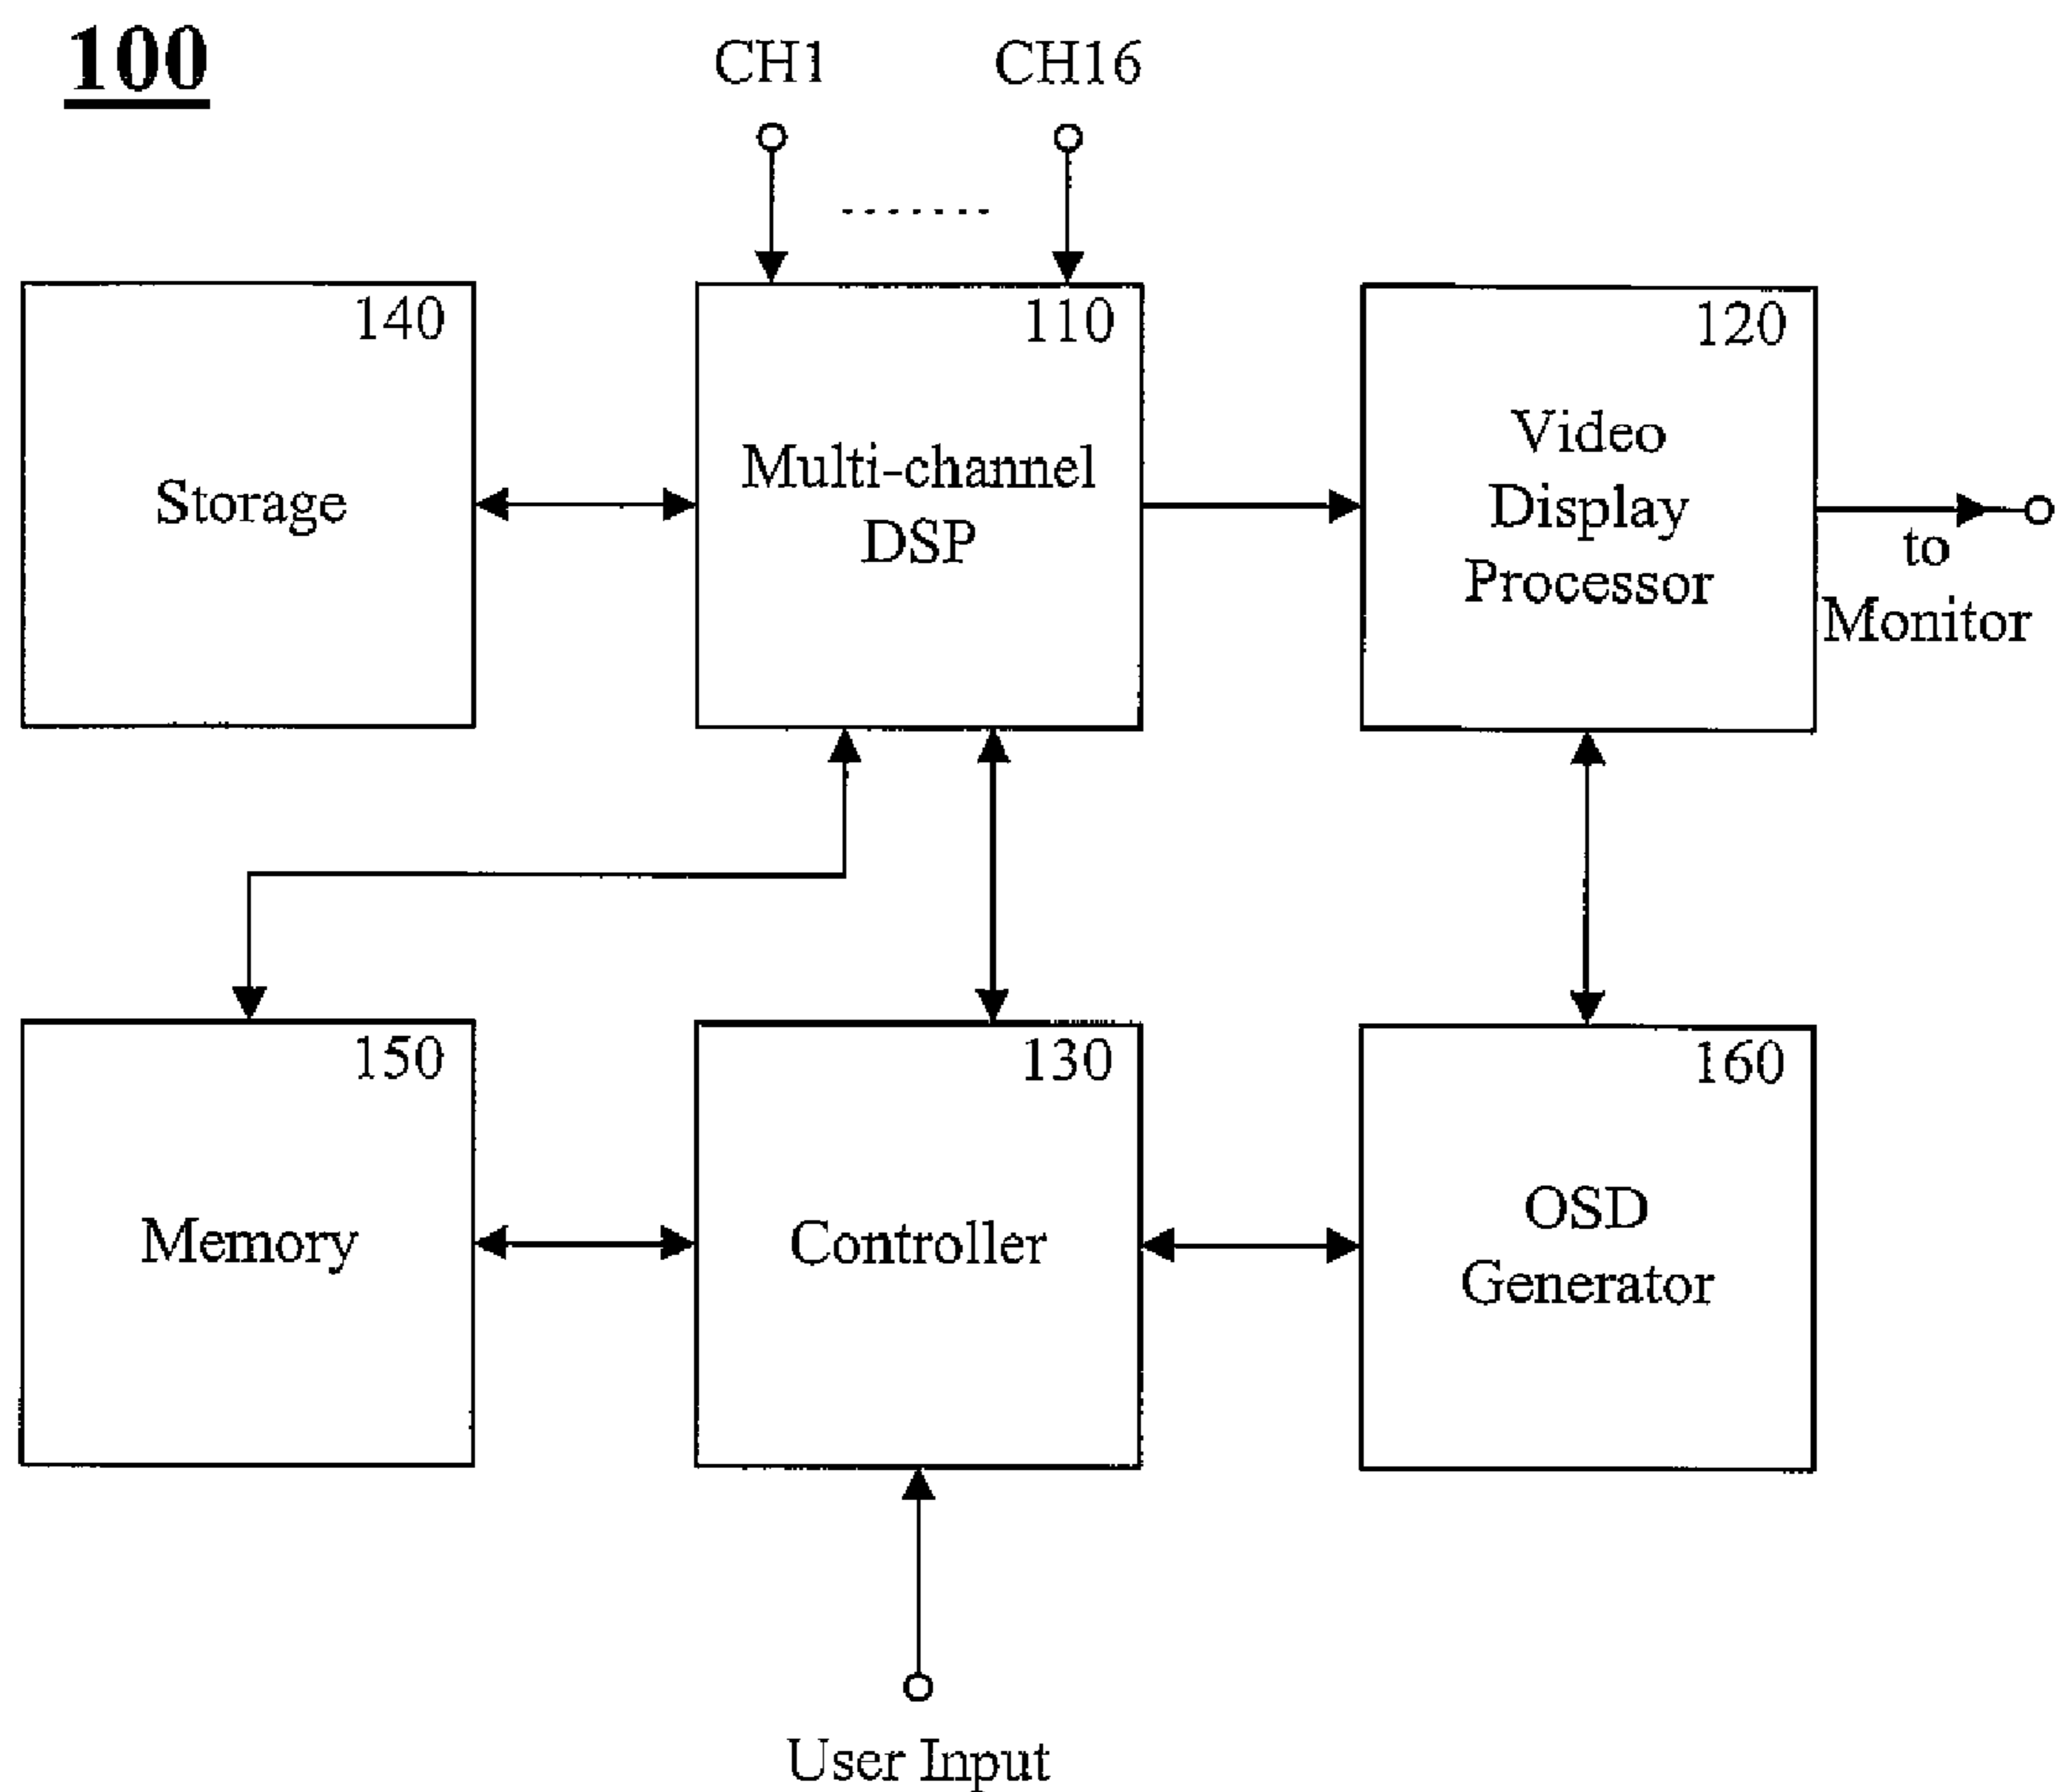 100
CH1 CH16
140
Storage
110
Multi-channel
DSP
120
Video
Display
Processor
to
Monitor
150
Memory
130
Controller
160
OSD
Generator
User Input